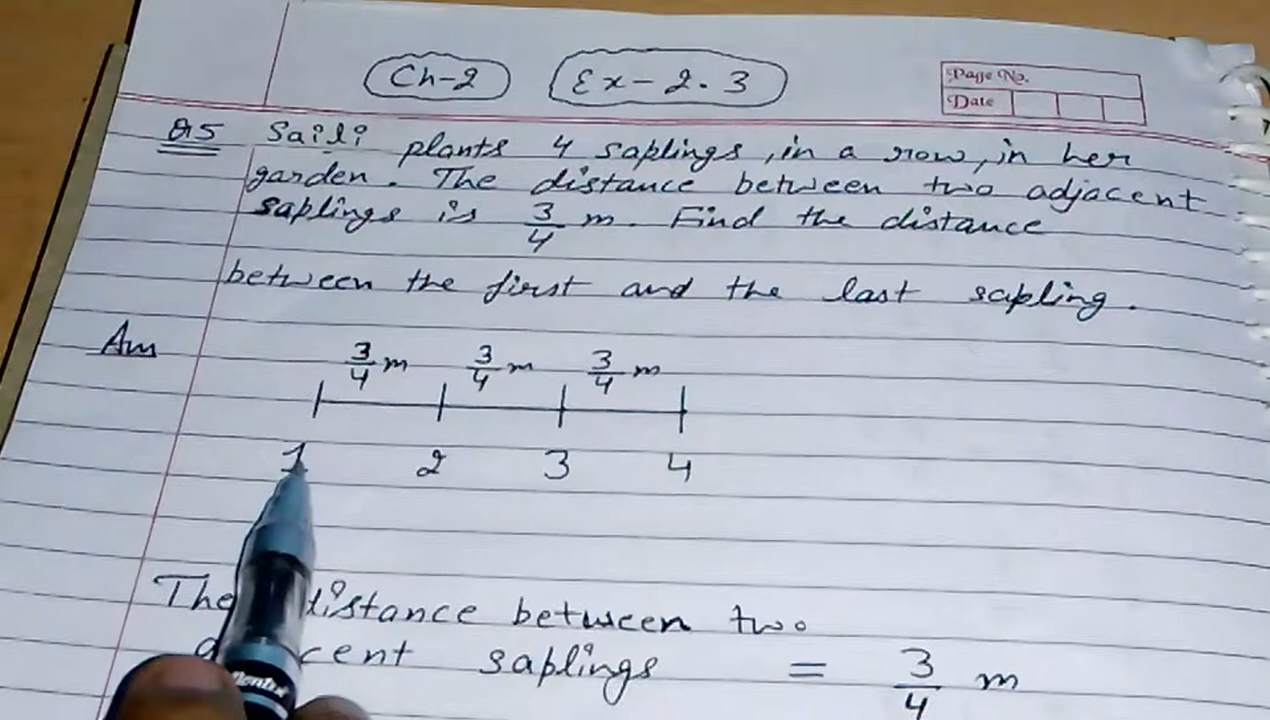 Ch-2 Ex-2.3
Page No.
Date
Q5 Saili plants 4 saplings, in a row, in her
garden. The distance between two adjacent
saplings is 3/4 m. Find the distance
between the first and the last sapling.
Ans
3/4 m 3/4 m 3/4 m
1 2 3 4
The distance between two
saplings = 3/4 m